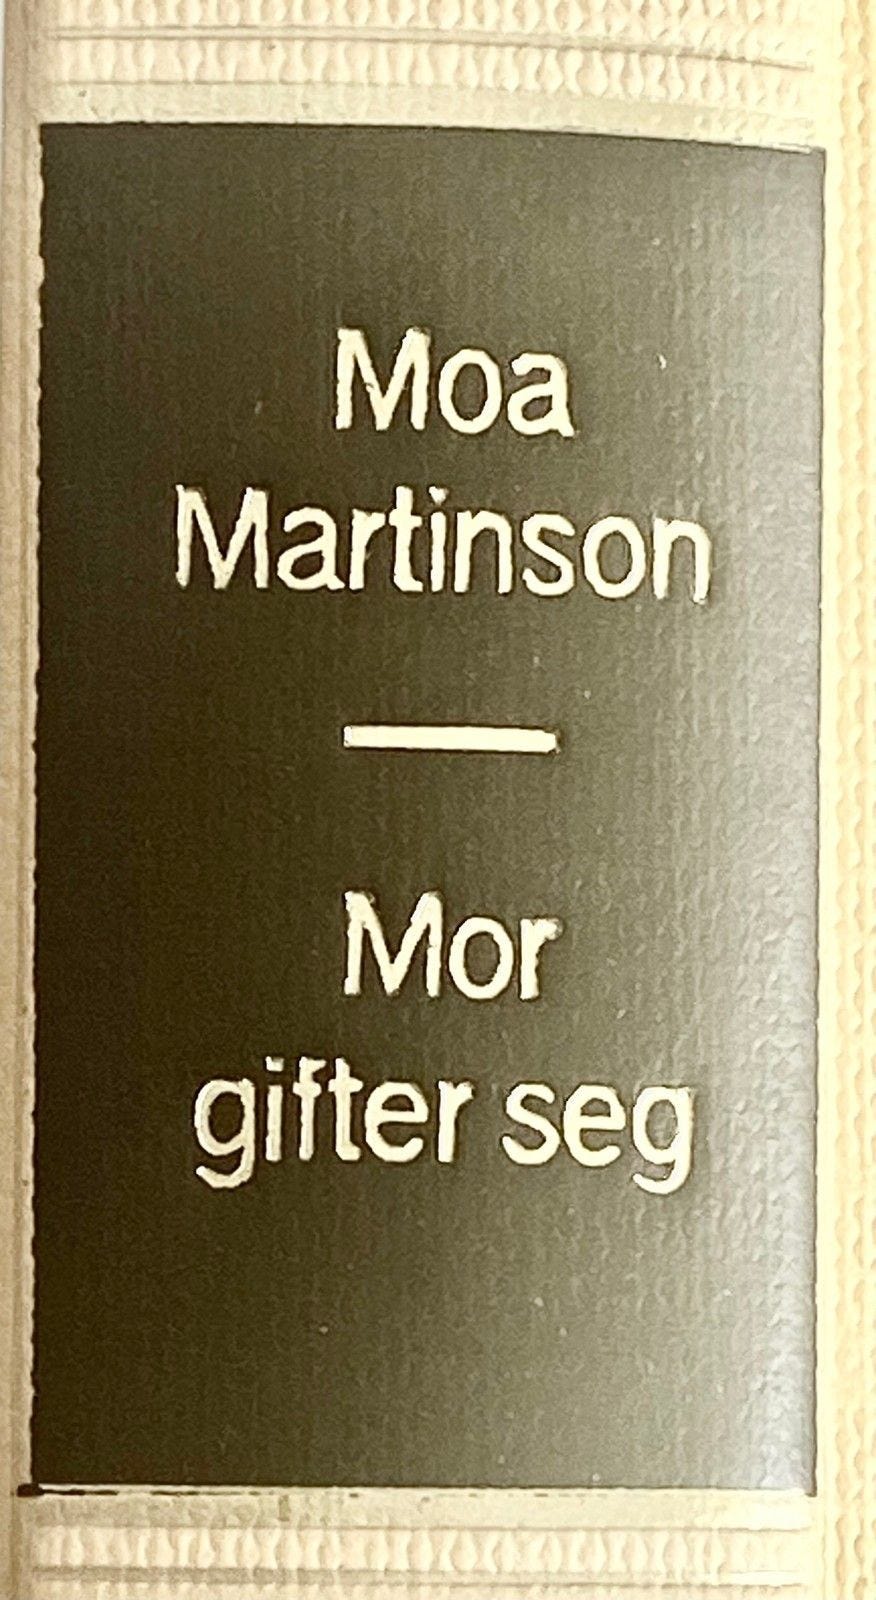 Moa
Martinson
Mor
gifter seg